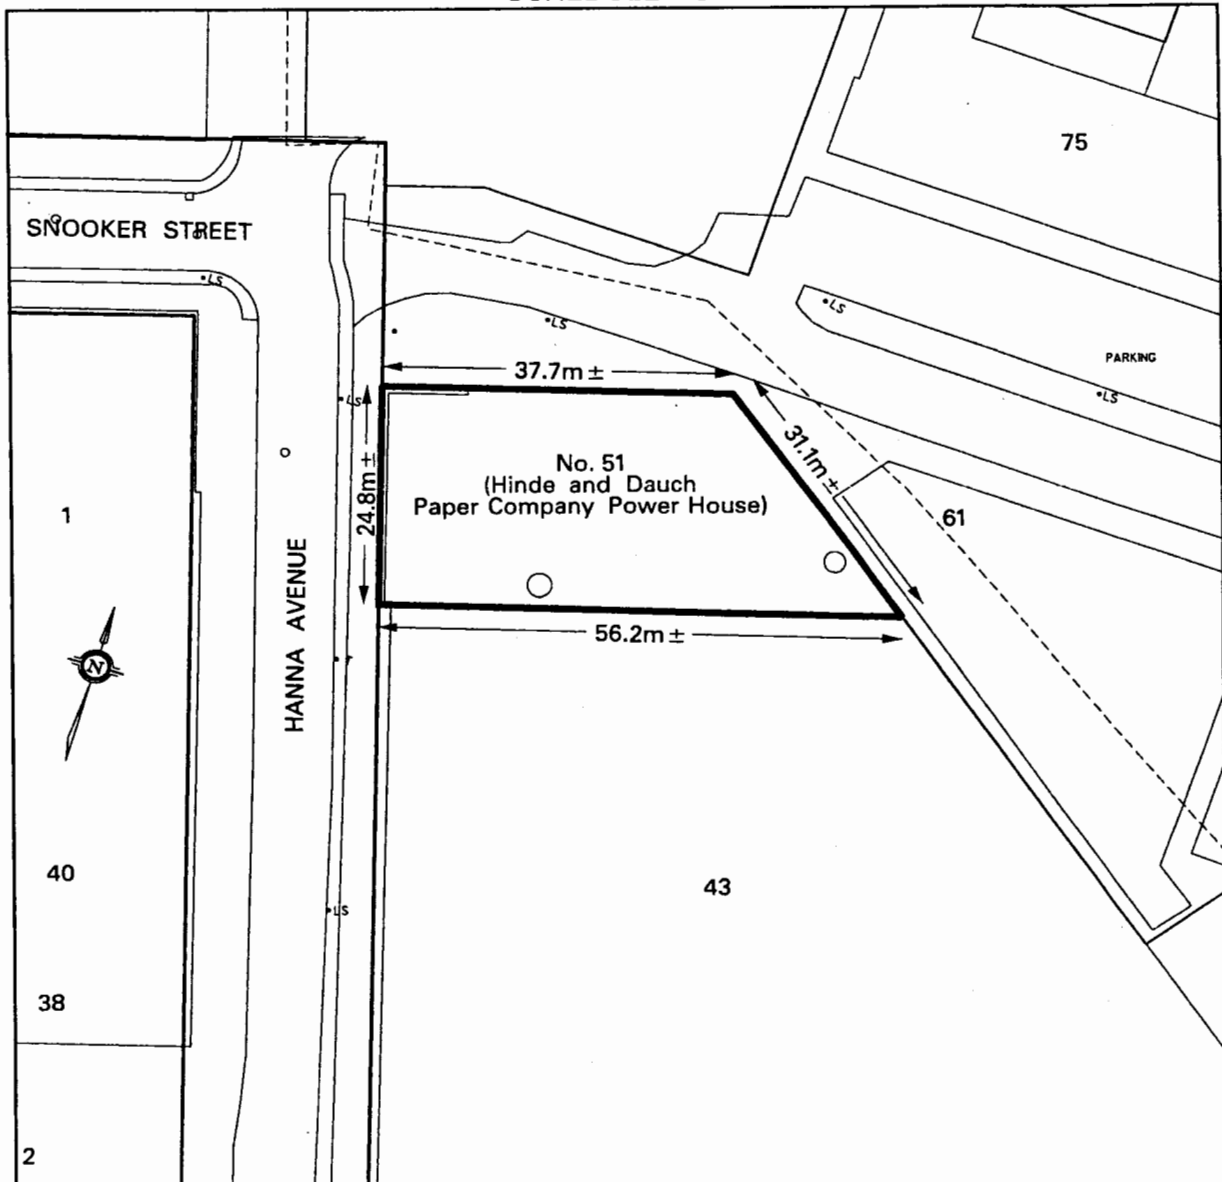 75
SNOOKER STREET
LS
LS
LS
PARKING
LS
37.7m ±
LS
31.1m ±
24.8m ±
No. 51
(Hinde and Dauch
Paper Company Power House)
1
61
HANNA AVENUE
56.2m ±
N
T
40
43
LS
38
2